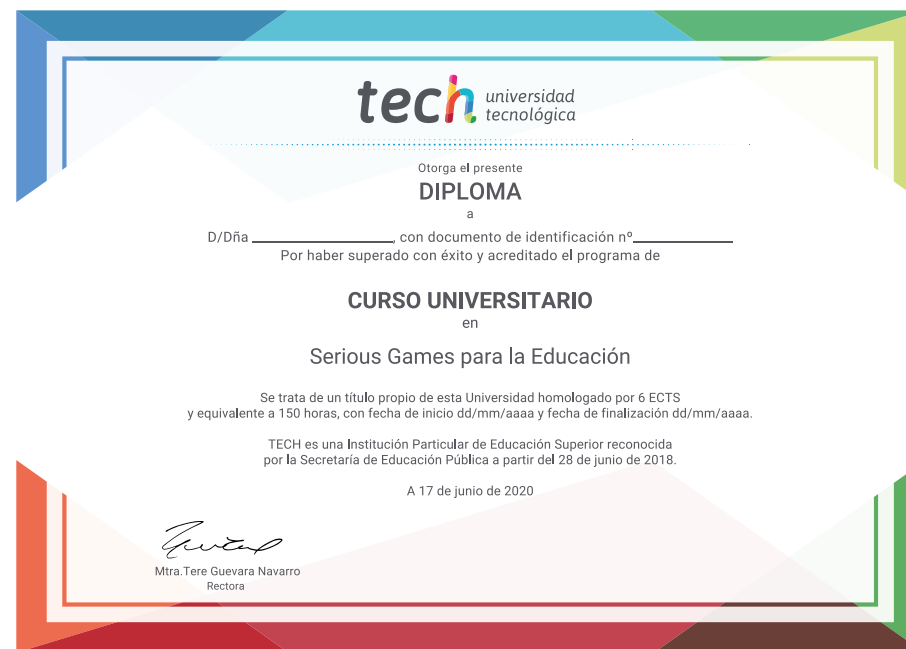 tech universidad
tecnológica
Otorga el presente
DIPLOMA
a
D/Dña ____________________, con documento de identificación nº______________
Por haber superado con éxito y acreditado el programa de
CURSO UNIVERSITARIO
en
Serious Games para la Educación
Se trata de un título propio de esta Universidad homologado por 6 ECTS
y equivalente a 150 horas, con fecha de inicio dd/mm/aaaa y fecha de finalización dd/mm/aaaa.
TECH es una Institución Particular de Educación Superior reconocida
por la Secretaría de Educación Pública a partir del 28 de junio de 2018.
A 17 de junio de 2020
Mtra.Tere Guevara Navarro
Rectora